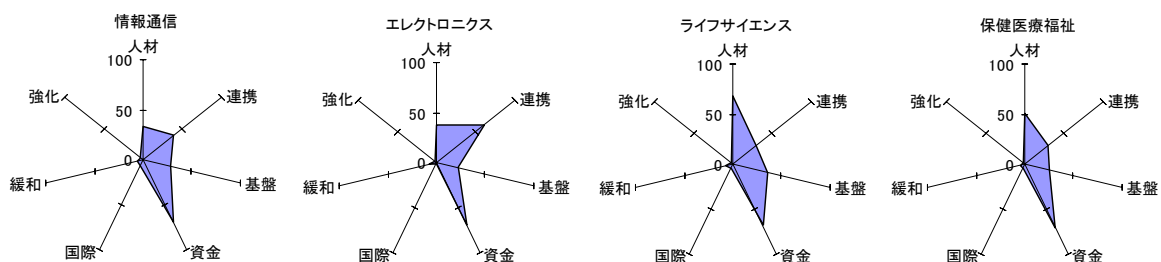 情報通信
人材
100
50
0
連携
基盤
資金
国際
緩和
強化
エレクトロニクス
人材
100
50
0
連携
基盤
資金
国際
緩和
強化
ライフサイエンス
人材
100
50
0
連携
基盤
資金
国際
緩和
強化
保健医療福祉
人材
100
50
0
連携
基盤
資金
国際
緩和
強化